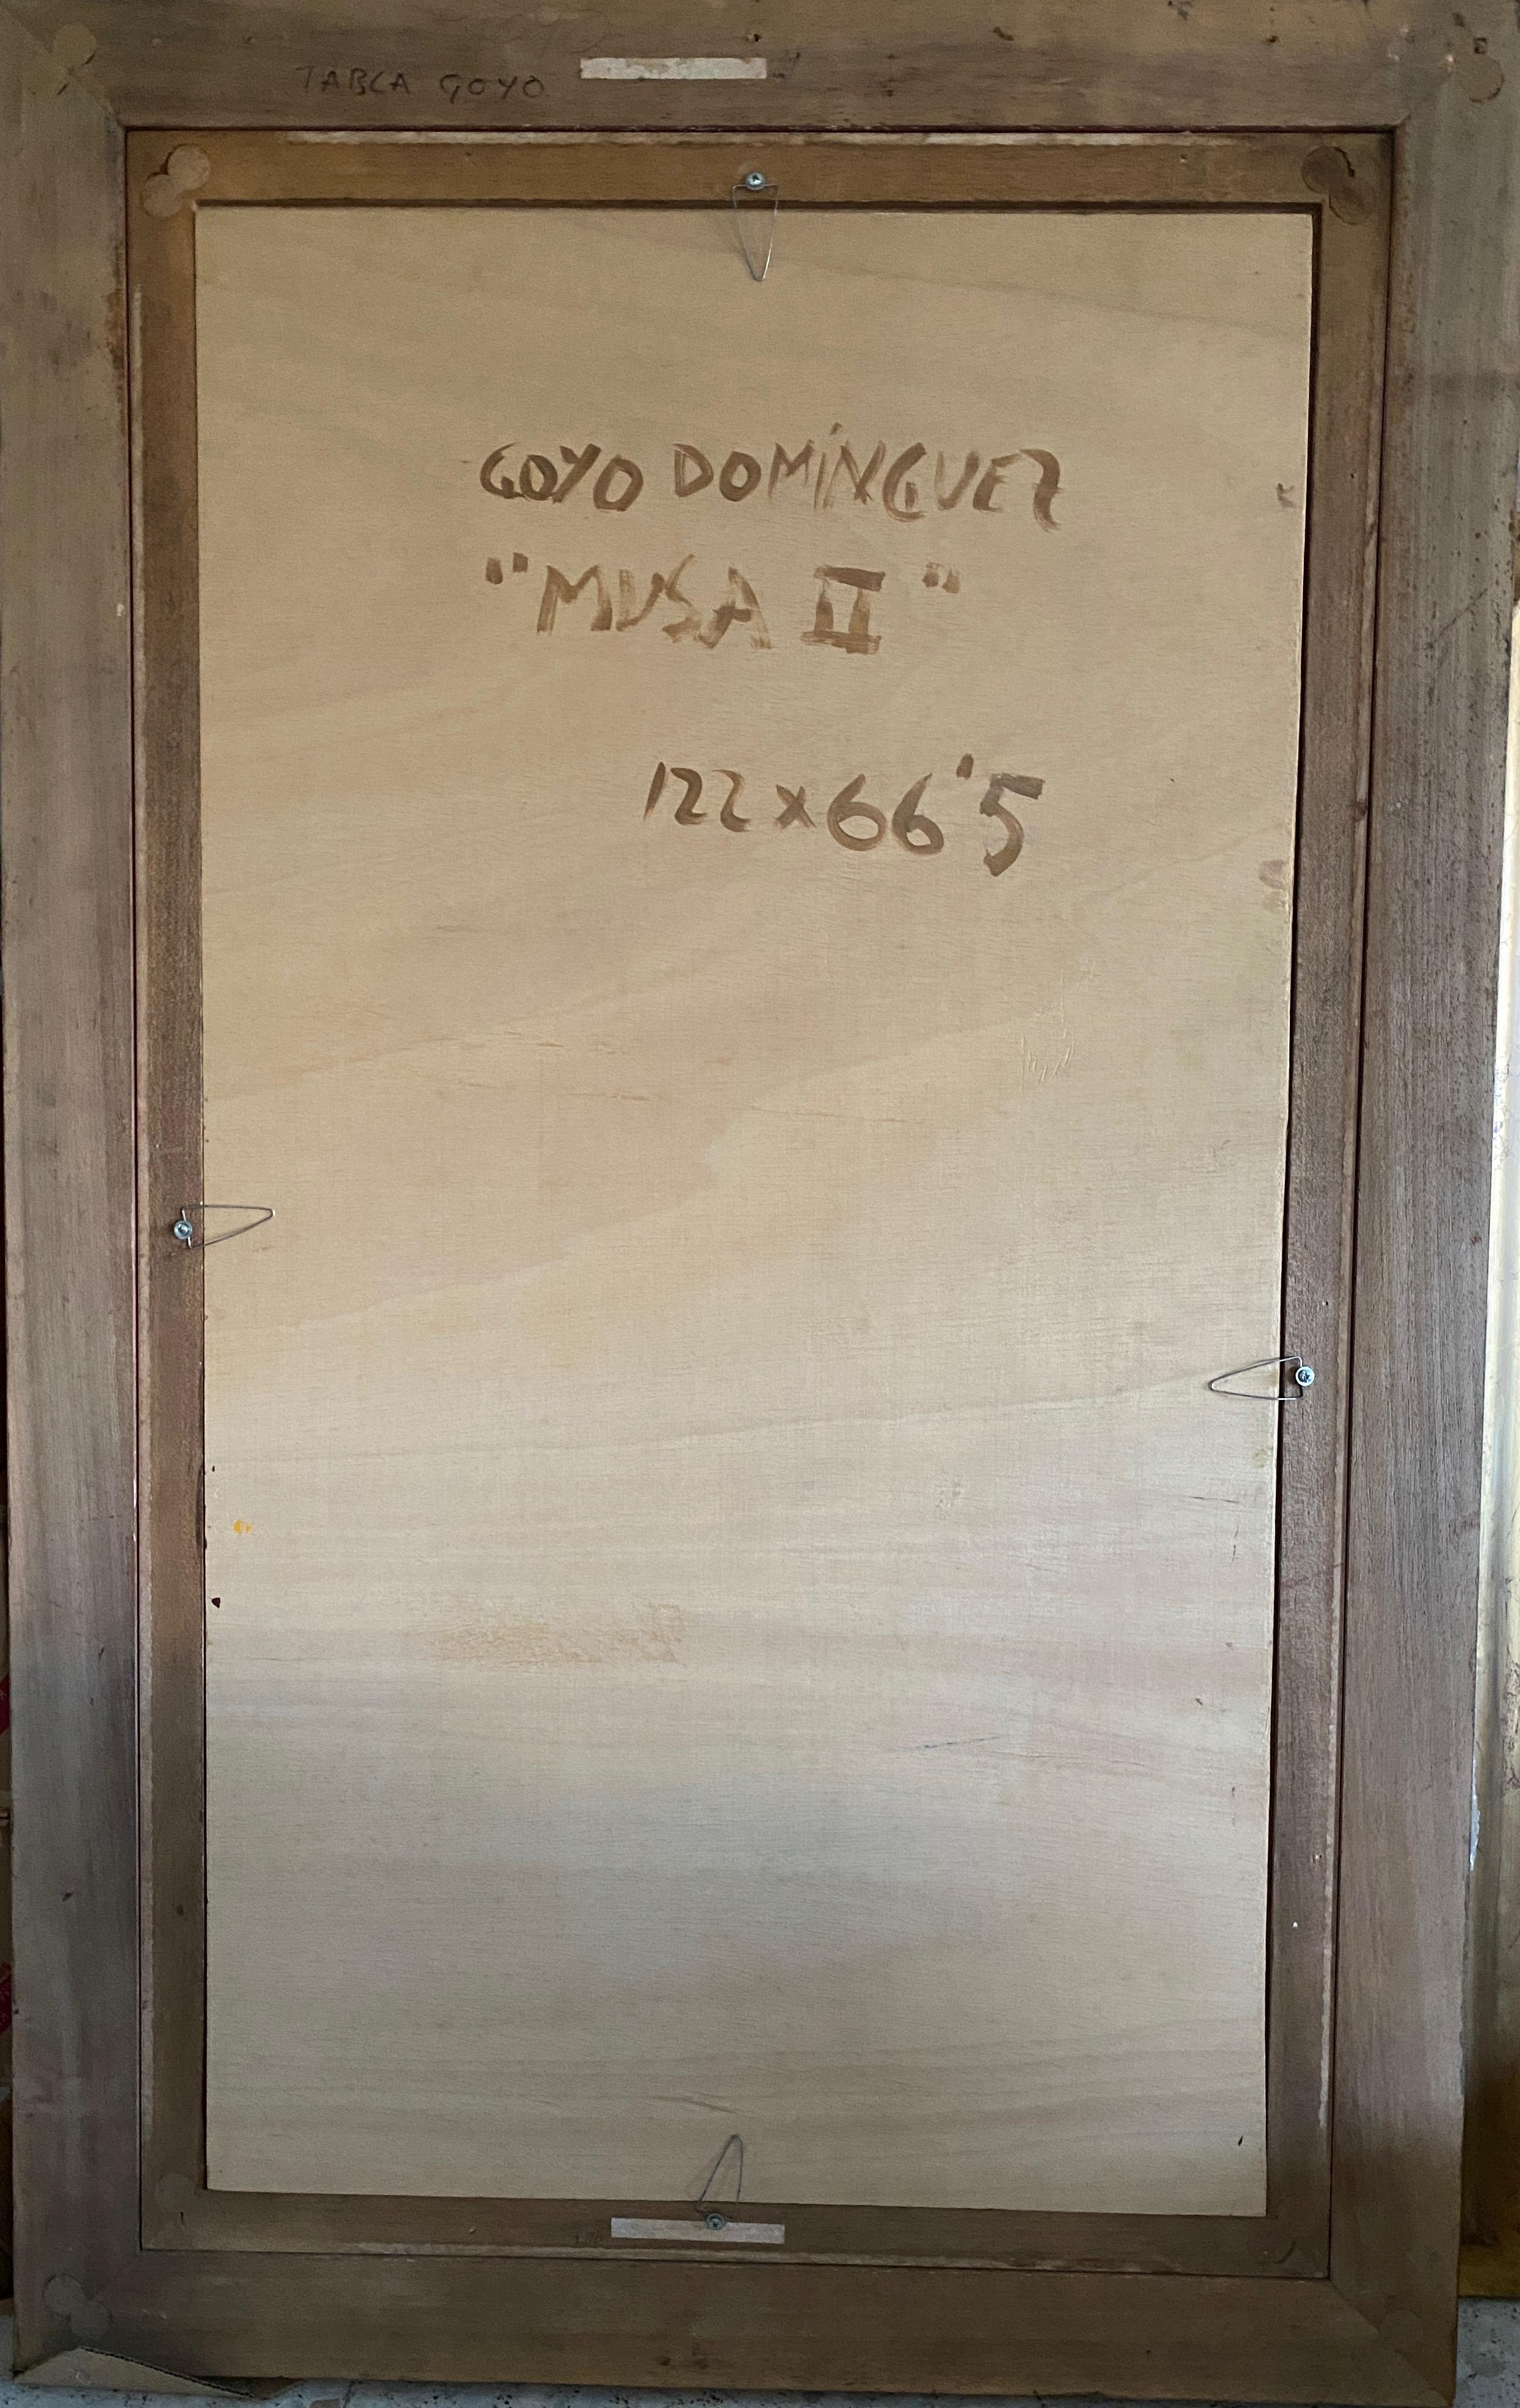 TABLA GOYO
GOYO DOMÍNGUEZ
"MUSA II"
122x66'5